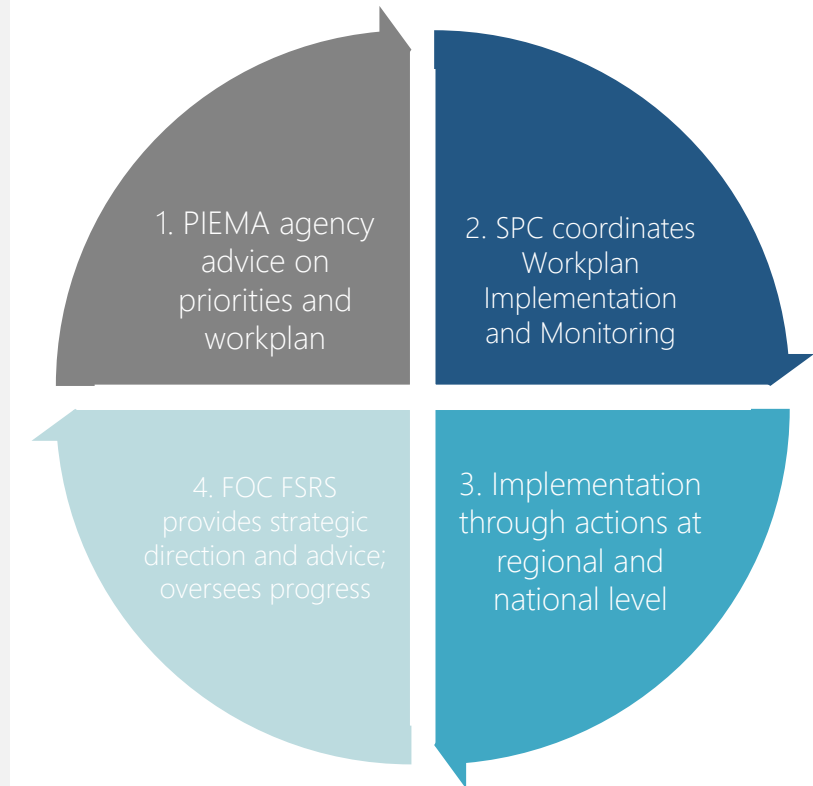 1. PIEMA agency
advice on
priorities and
workplan
2. SPC coordinates
Workplan
Implementation
and Monitoring
3. Implementation
through actions at
regional and
national level
4. FOC FSRS
provides strategic
direction and advice;
oversees progress